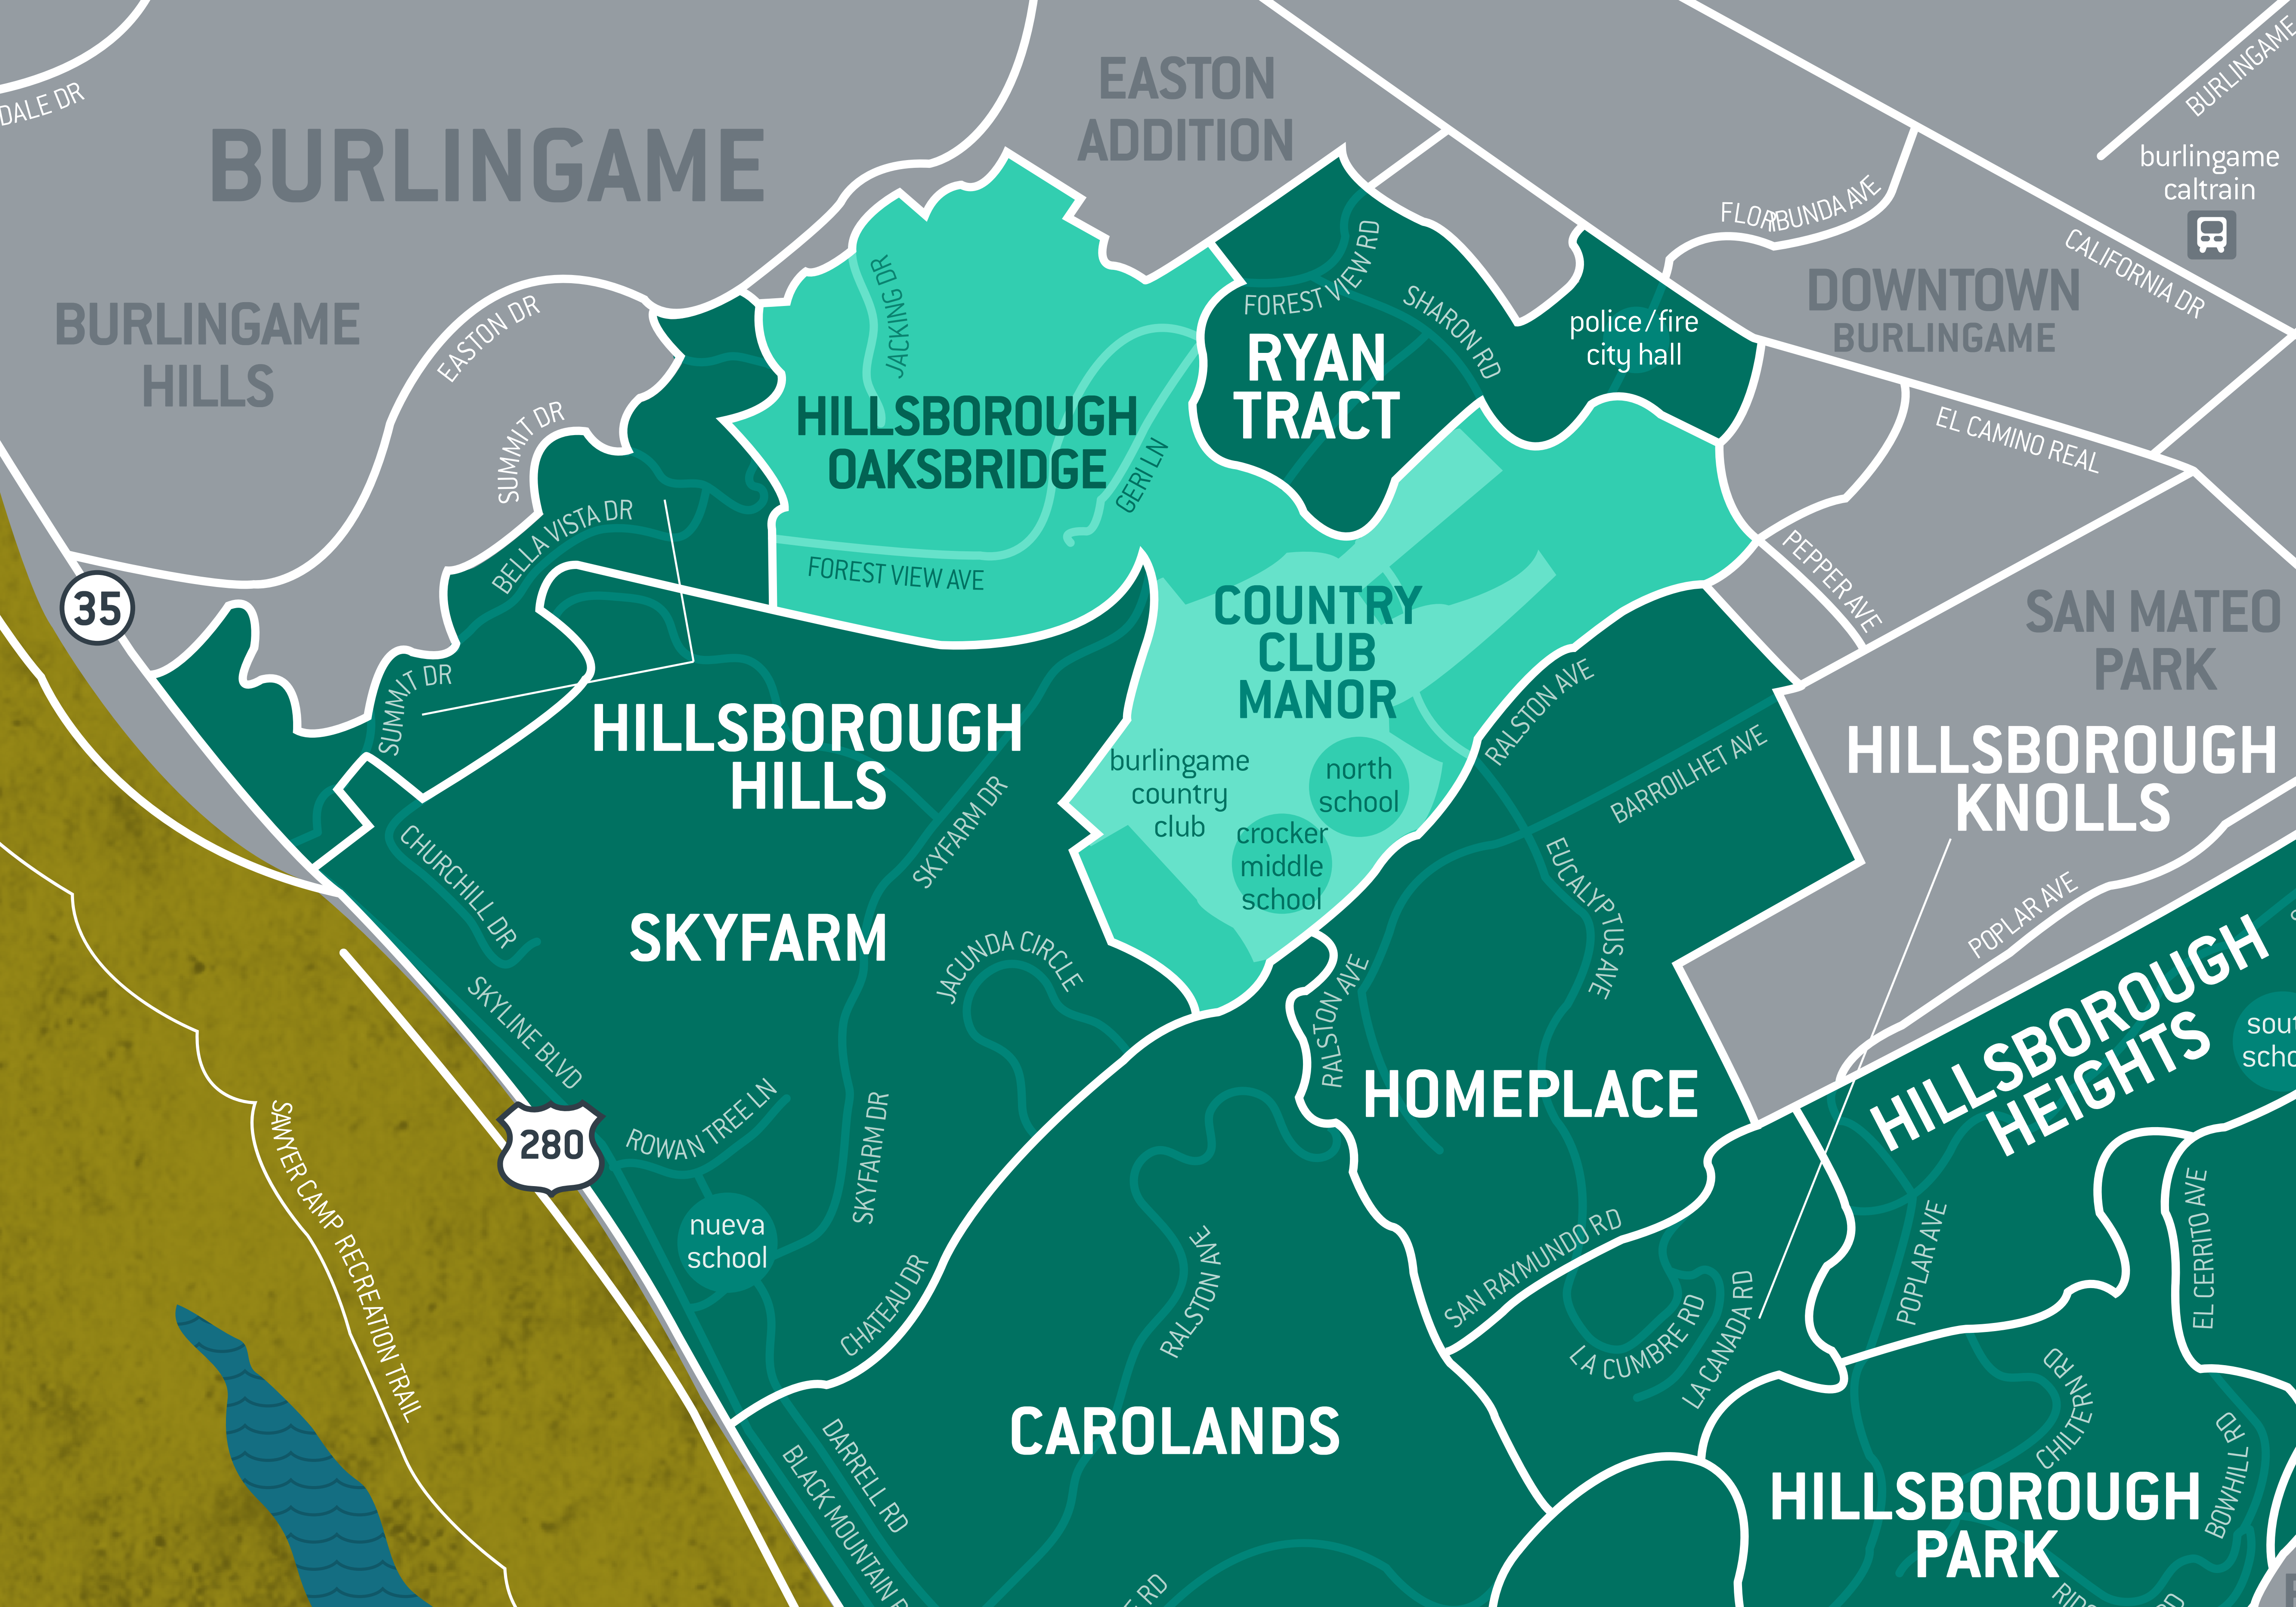 DALE DR
BURLINGAME
EASTON
ADDITION
BURLINGAME
burlingame
caltrain
FLORIBUNDA AVE
CALIFORNIA DR
DOWNTOWN
BURLINGAME
EL CAMINO REAL
BURLINGAME
HILLS
EASTON DR
SUMMIT DR
BELLA VISTA DR
JACKING DR
HILLSBOROUGH
OAKSBRIDGE
GERI LN
FOREST VIEW AVE
FOREST VIEW RD
SHARON RD
RYAN
TRACT
police/fire
city hall
PEPPER AVE
SAN MATEO
PARK
35
SUMMIT DR
HILLSBOROUGH
HILLS
COUNTRY
CLUB
MANOR
burlingame
country
club
north
school
crocker
middle
school
RALSTON AVE
BARROILHET AVE
EUCALYPTUS AVE
HILLSBOROUGH
KNOLLS
POPLAR AVE
CHURCHILL DR
SKYFARM DR
SKYFARM
JACUNDA CIRCLE
SKYLINE BLVD
RALSTON AVE
HOMEPLACE
HILLSBOROUGH
HEIGHTS
280
ROWAN TREE LN
SKYFARM DR
SAWYER CAMP RECREATION TRAIL
nueva
school
CHATEAU DR
RALSTON AVE
SAN RAYMUNDO RD
LA CUMBRE RD
LA CANADA RD
POPLAR AVE
EL CERRITO AVE
CHILTERN RD
BOWHILL RD
CAROLANDS
DARRELL RD
BLACK MOUNTAIN
HILLSBOROUGH
PARK
RD